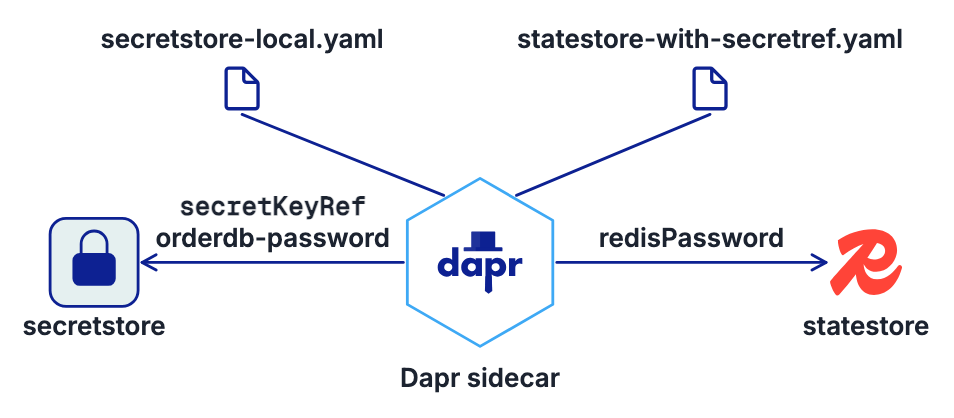 secretstore-local.yaml
statestore-with-secretref.yaml
secretKeyRef
orderdb-password
redisPassword
dapr
secretstore
statestore
Dapr sidecar